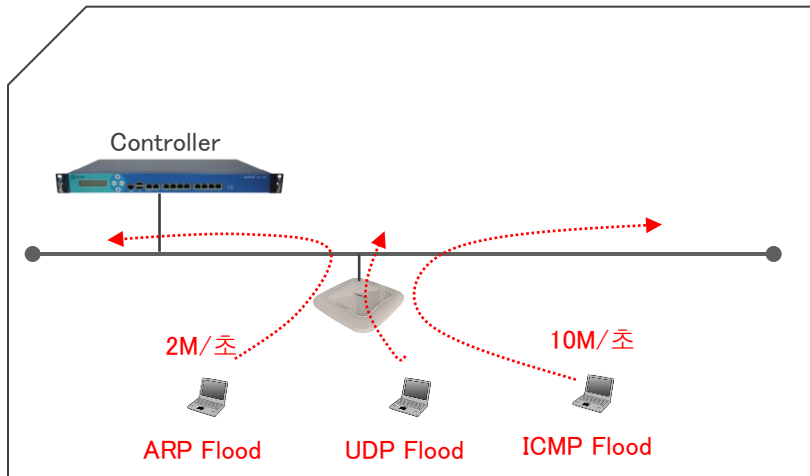 Controller
2M/초
10M/초
ARP Flood
UDP Flood
ICMP Flood